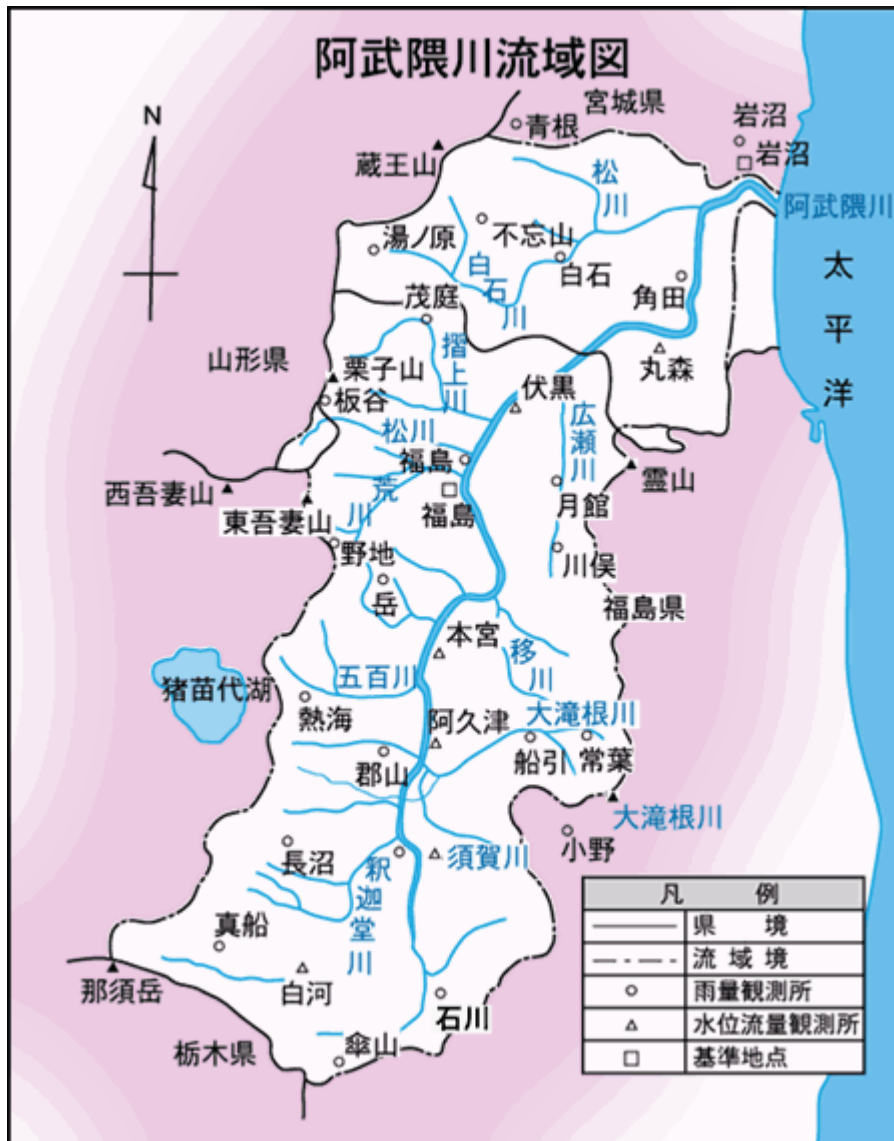 阿武隈川流域図
宮城県
N
青根
岩沼
岩沼
蔵王山
松川
阿武隈川
湯ノ原
不忘山
白石川
白石
角田
太平洋
茂庭
摺上川
山形県
栗子山
丸森
板谷
伏黒
広瀬川
松川
福島
西吾妻山
荒川
福島
月館
霊山
東吾妻山
野地
川俣
岳
福島県
本宮
移川
猪苗代湖
五百川
熱海
阿久津
大滝根川
郡山
船引
常葉
大滝根川
長沼
釈迦堂川
須賀川
小野
真船
那須岳
白河
石川
栃木県
傘山
凡 例
県 境
流 域 境
雨量観測所
水位流量観測所
基準地点